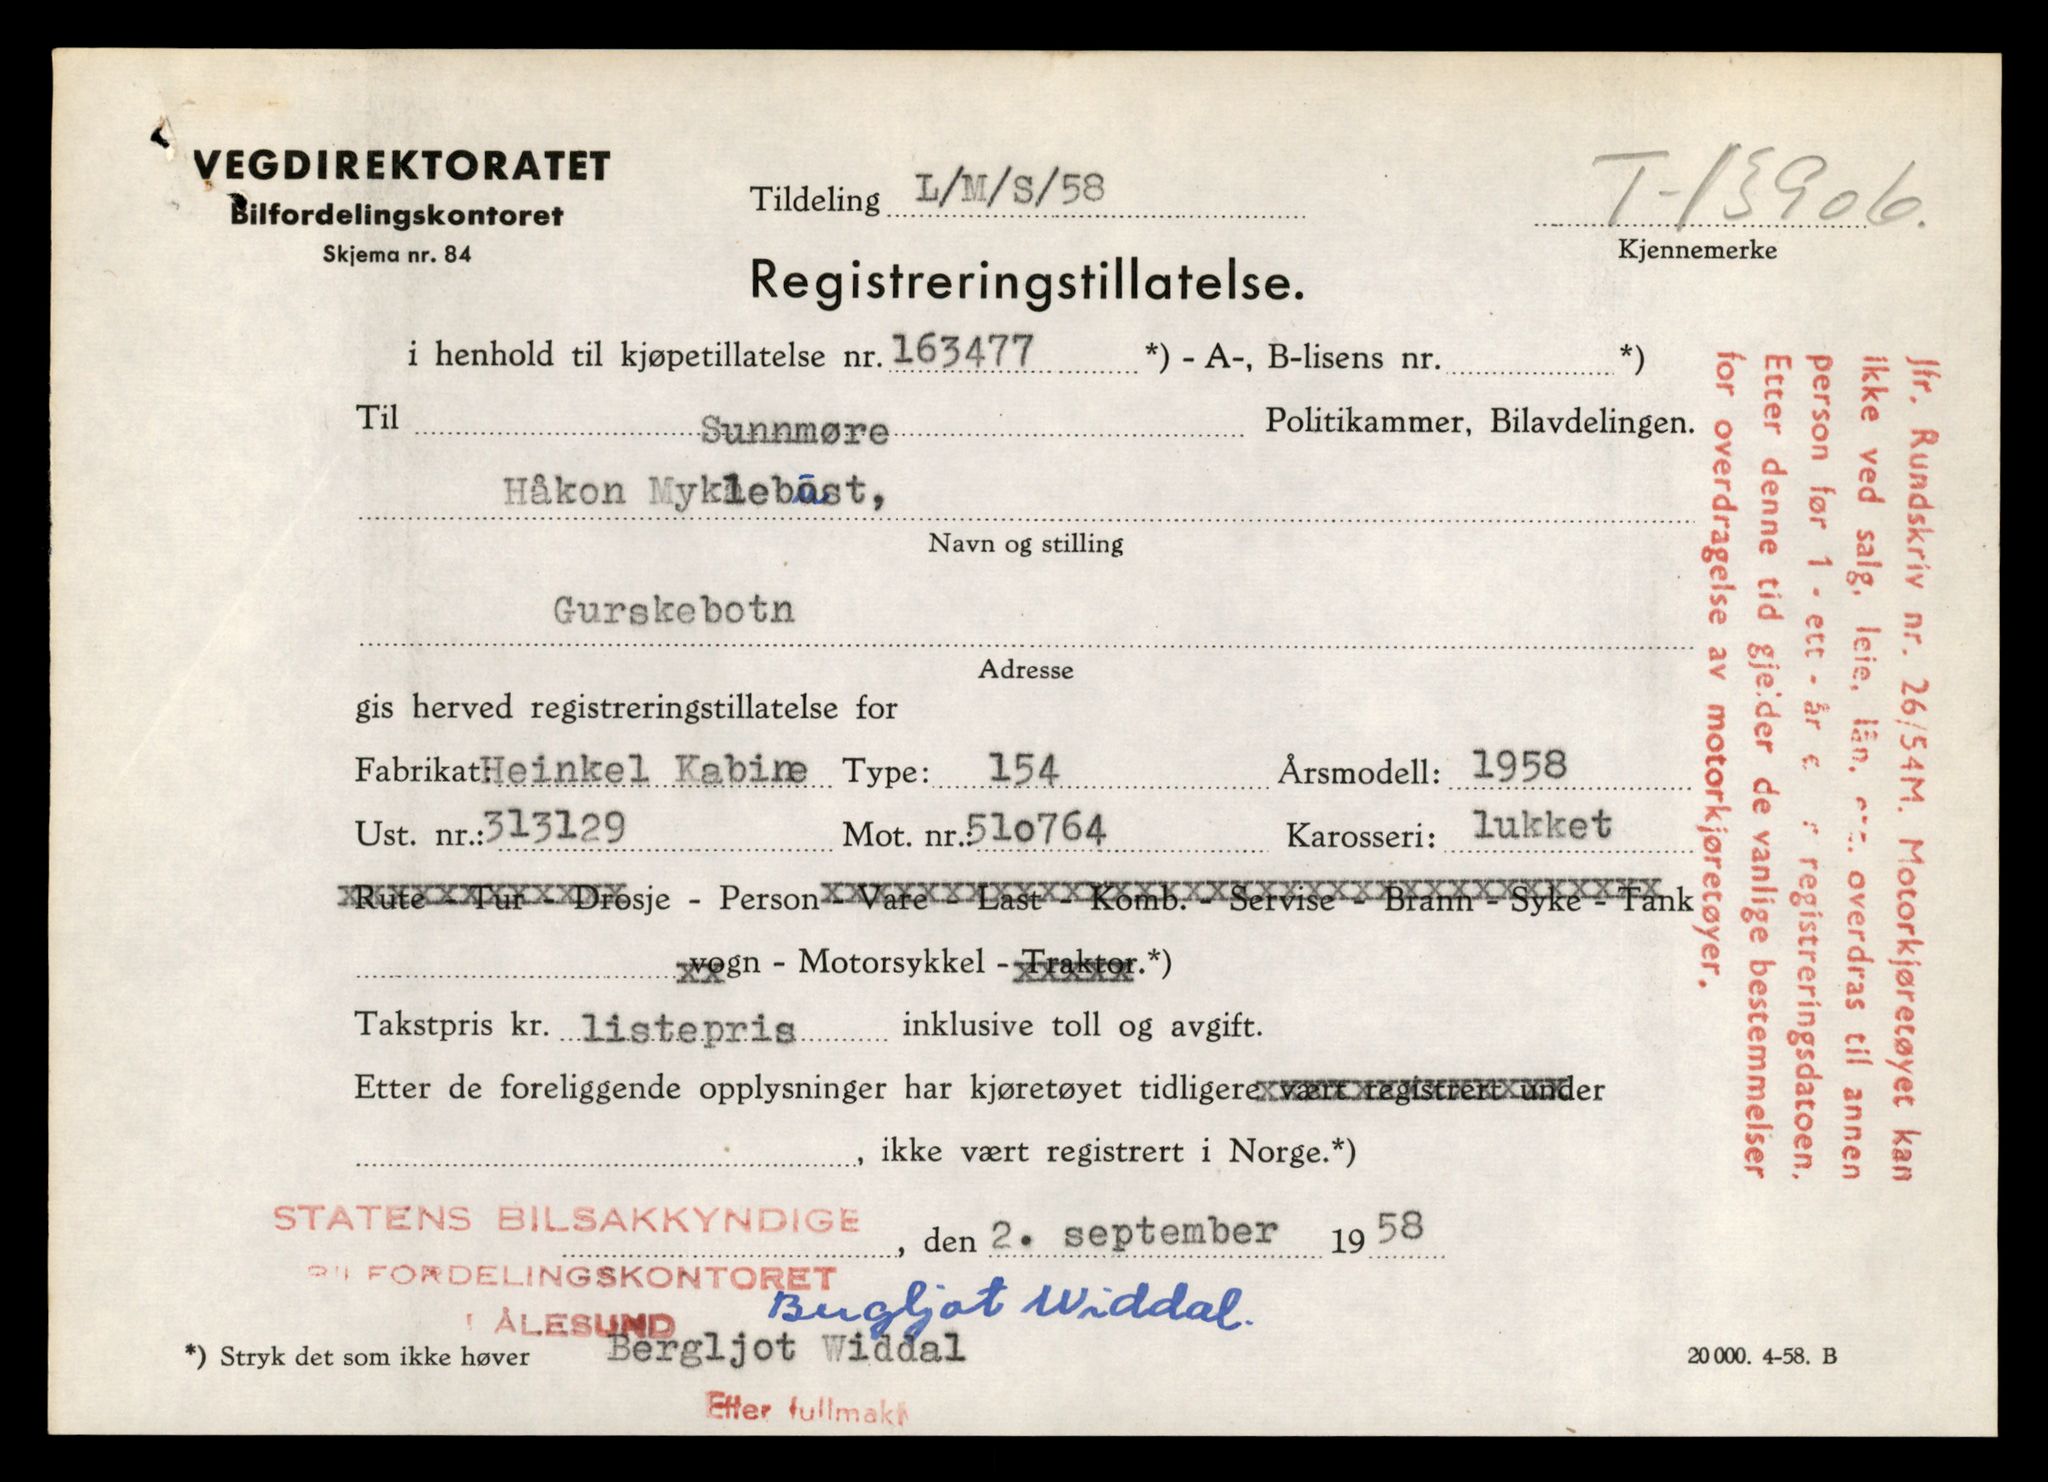 VEGDIREKTORATET
Bilfordelingskontoret
Skjema nr. 84
Tildeling L/M/S/58
T-13906.
Kjennemerke
Registreringstillatelse.
i henhold til kjøpetillatelse nr. 163477 *) - A-, B-lisens nr. *)
Til Sunnmøre Politikammer, Bilavdelingen.
Håkon Myklebust,
Navn og stilling
Gurskebotn
Adresse
gis herved registreringstillatelse for
Fabrikat: Heinkel Kabine Type: 154 Årsmodell: 1958
Ust. nr.: 313129 Mot. nr.: 510764 Karosseri: lukket
Rute - Tur - Drosje - Person - Vare - Last - Komb. - Servise - Brann - Syke - Tank
vogn - Motorsykkel - Traktor.*)
Takstpris kr. listepris inklusive toll og avgift.
Etter de foreliggende opplysninger har kjøretøyet tidligere vært registrert under
, ikke vært registrert i Norge.*)
STATENS BILSAKKYNDIGE
, den 2. september 1958
BILFORDELINGSKONTORET
I ÅLESUND
Bergljot Widdal.
Bergljot Widdal
*) Stryk det som ikke høver
20 000. 4-58. B
Etter fullmakt
Jfr. Rundskriv nr. 26/54M. Motorkjøretøyet kan
ikke ved salg, leie, lån, overdras til annen
person før 1 - ett - år registreringsdatoen.
Etter denne tid gjelder de vanlige bestemmelser
for overdragelse av motorkjøretøyer.